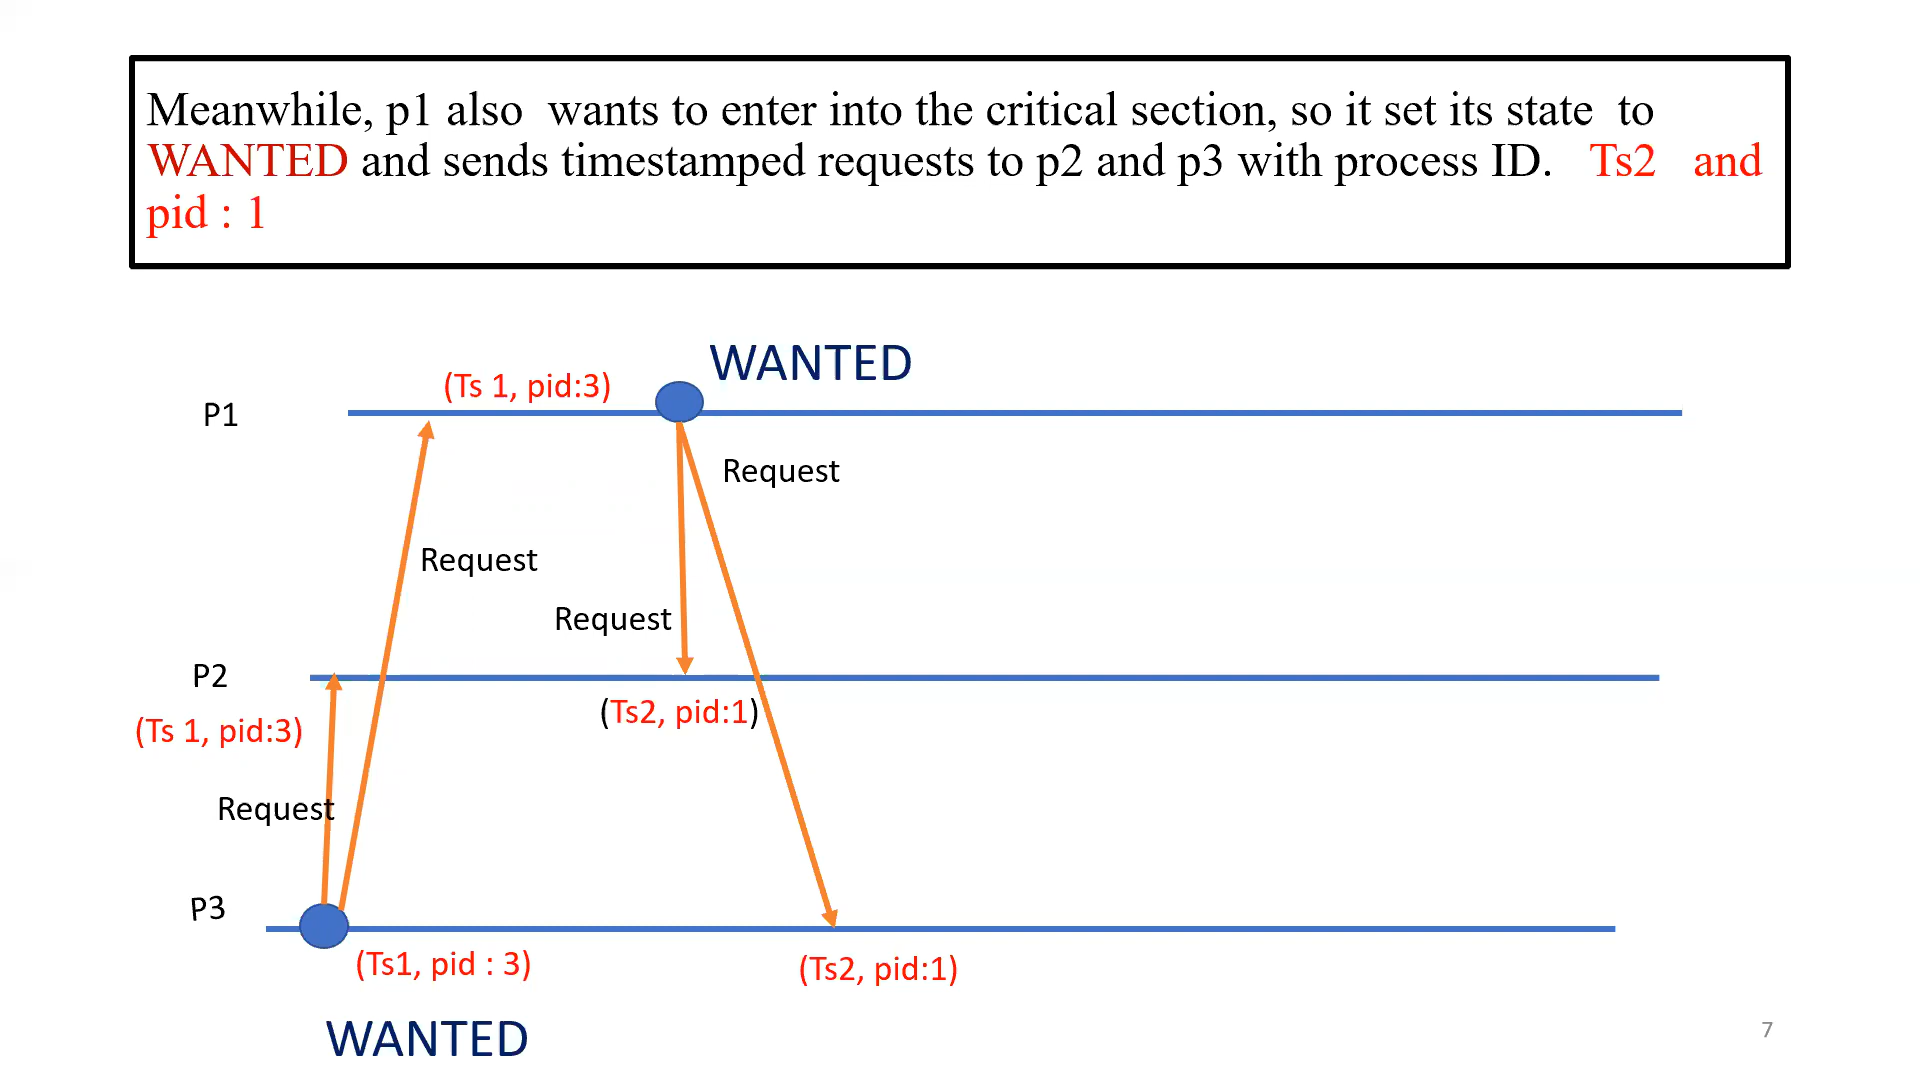 Meanwhile, p1 also wants to enter into the critical section, so it set its state to
WANTED and sends timestamped requests to p2 and p3 with process ID. Ts2 and
pid : 1
WANTED
(Ts 1, pid:3)
P1
Request
Request
Request
P2
(Ts2, pid:1)
(Ts 1, pid:3)
Request
P3
(Ts1, pid : 3)
(Ts2, pid:1)
WANTED
7